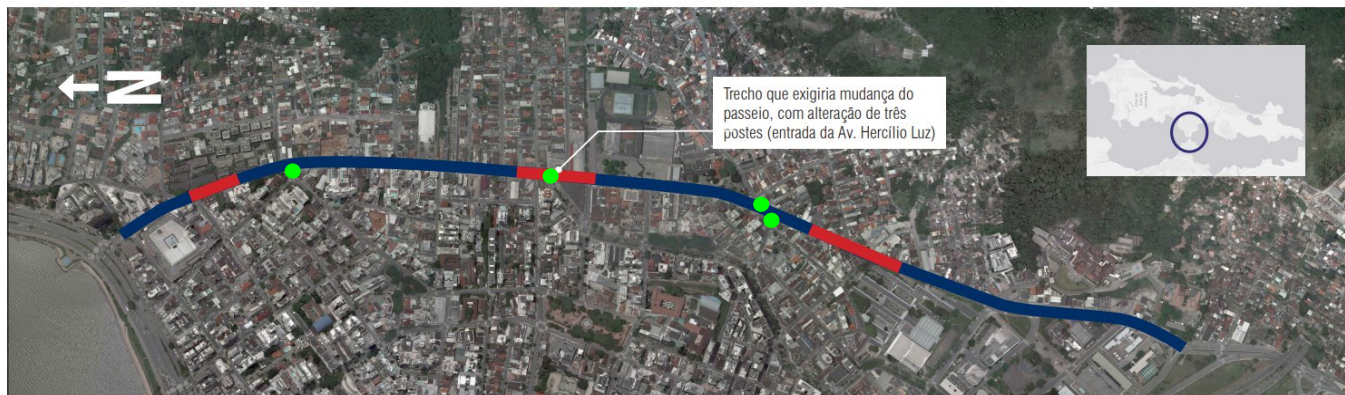 N
Trecho que exigiria mudança do
passeio, com alteração de três
postes (entrada da Av. Hercílio Luz)